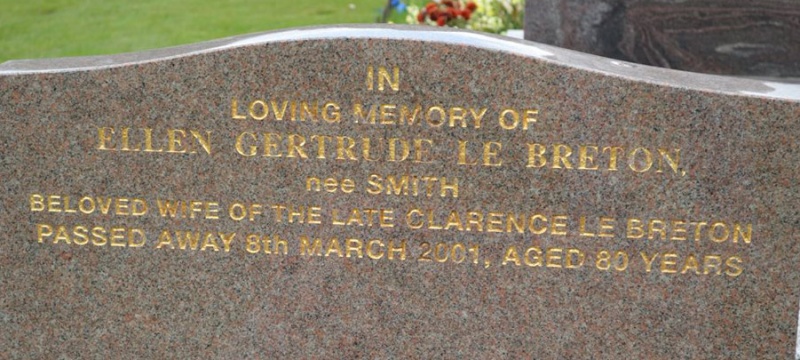 IN
LOVING MEMORY OF
ELLEN GERTRUDE LE BRETON,
nee SMITH
BELOVED WIFE OF THE LATE CLARENCE LE BRETON
PASSED AWAY 8th MARCH 2001, AGED 80 YEARS